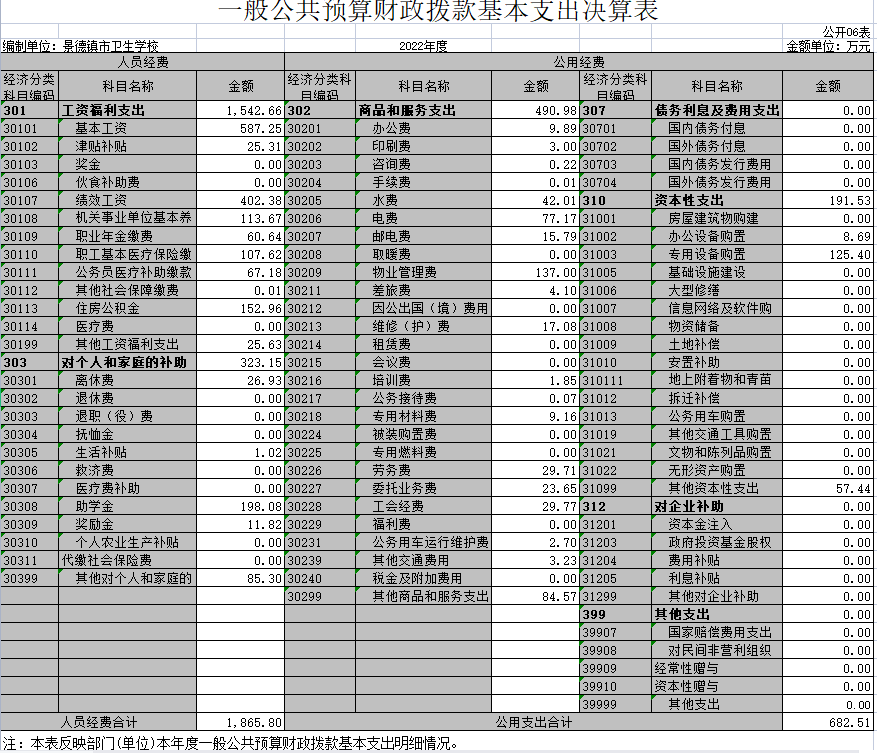 一般公共预算财政拨款基本支出决算表
公开06表
编制单位：景德镇市卫生学校 2022年度 金额单位：万元
人员经费 公用经费
经济分类科目编码 科目名称 金额 经济分类科目编码 科目名称 金额 经济分类科目编码 科目名称 金额
301 工资福利支出 1,542.66 302 商品和服务支出 490.98 307 债务利息及费用支出 0.00
30101 基本工资 587.25 30201 办公费 9.89 30701 国内债务付息 0.00
30102 津贴补贴 25.31 30202 印刷费 3.00 30702 国外债务付息 0.00
30103 奖金 0.00 30203 咨询费 0.22 30703 国内债务发行费用 0.00
30106 伙食补助费 0.00 30204 手续费 0.01 30704 国外债务发行费用 0.00
30107 绩效工资 402.38 30205 水费 42.01 310 资本性支出 191.53
30108 机关事业单位基本养 113.67 30206 电费 77.17 31001 房屋建筑物购建 0.00
30109 职业年金缴费 60.64 30207 邮电费 15.79 31002 办公设备购置 8.69
30110 职工基本医疗保险缴 107.62 30208 取暖费 0.00 31003 专用设备购置 125.40
30111 公务员医疗补助缴款 67.18 30209 物业管理费 137.00 31005 基础设施建设 0.00
30112 其他社会保障缴费 0.01 30211 差旅费 4.10 31006 大型修缮 0.00
30113 住房公积金 152.96 30212 因公出国（境）费用 0.00 31007 信息网络及软件购 0.00
30114 医疗费 0.00 30213 维修（护）费 17.08 31008 物资储备 0.00
30199 其他工资福利支出 25.63 30214 租赁费 0.00 31009 土地补偿 0.00
303 对个人和家庭的补助 323.15 30215 会议费 0.00 31010 安置补助 0.00
30301 离休费 26.93 30216 培训费 1.85 310111 地上附着物和青苗 0.00
30302 退休费 0.00 30217 公务接待费 0.07 31012 拆迁补偿 0.00
30303 退职（役）费 0.00 30218 专用材料费 9.16 31013 公务用车购置 0.00
30304 抚恤金 0.00 30224 被装购置费 0.00 31019 其他交通工具购置 0.00
30305 生活补贴 1.02 30225 专用燃料费 0.00 31021 文物和陈列品购置 0.00
30306 救济费 0.00 30226 劳务费 29.71 31022 无形资产购置 0.00
30307 医疗费补助 0.00 30227 委托业务费 23.65 31099 其他资本性支出 57.44
30308 助学金 198.08 30228 工会经费 29.77 312 对企业补助 0.00
30309 奖励金 11.82 30229 福利费 0.00 31201 资本金注入 0.00
30310 个人农业生产补贴 0.00 30231 公务用车运行维护费 2.70 31203 政府投资基金股权 0.00
30311 代缴社会保险费 0.00 30239 其他交通费用 3.23 31204 费用补贴 0.00
30399 其他对个人和家庭的 85.30 30240 税金及附加费用 0.00 31205 利息补贴 0.00
30299 其他商品和服务支出 84.57 31299 其他对企业补助 0.00
399 其他支出 0.00
39907 国家赔偿费用支出 0.00
39908 对民间非营利组织 0.00
39909 经常性赠与 0.00
39910 资本性赠与 0.00
39999 其他支出 0.00
人员经费合计 1,865.80 公用支出合计 682.51
注：本表反映部门(单位)本年度一般公共预算财政拨款基本支出明细情况。